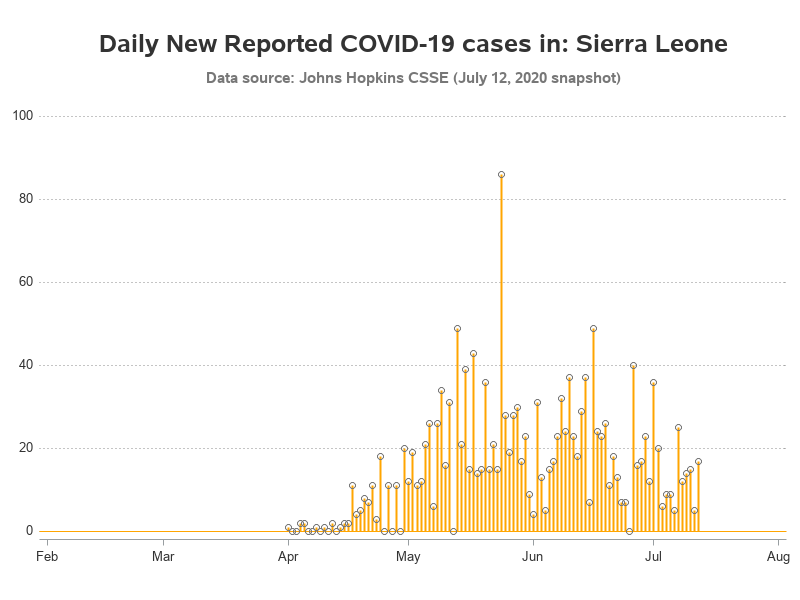 Daily New Reported COVID-19 cases in: Sierra Leone
Data source: Johns Hopkins CSSE (July 12, 2020 snapshot)
100
80
60
40
20
0
Feb Mar Apr May Jun Jul Aug